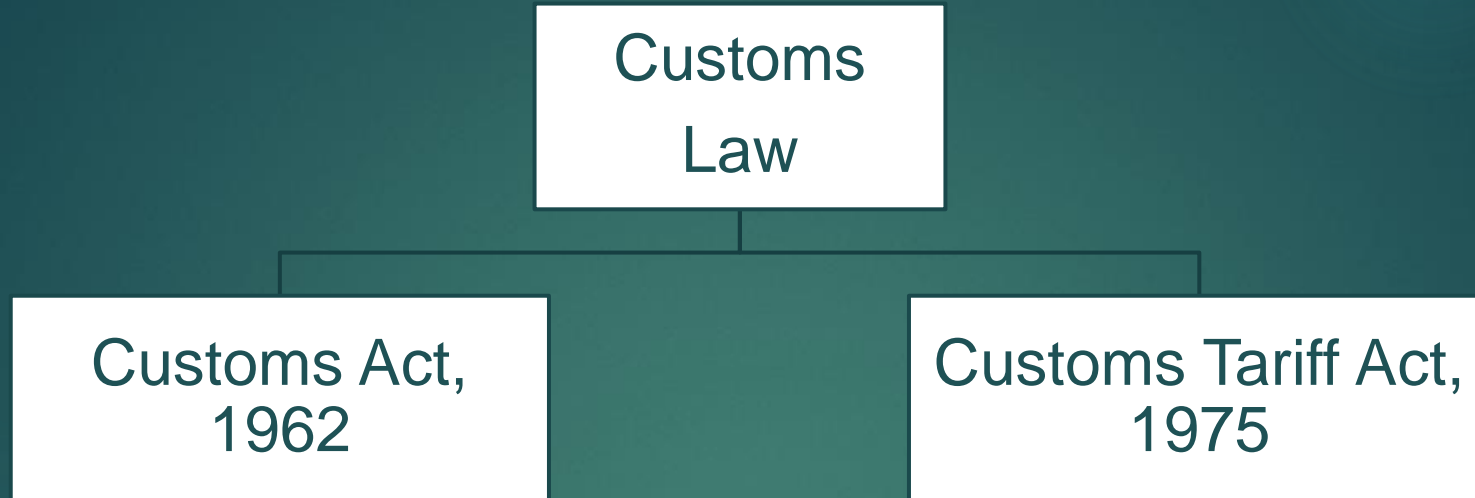 Customs
Law
Customs Act,
1962
Customs Tariff Act,
1975